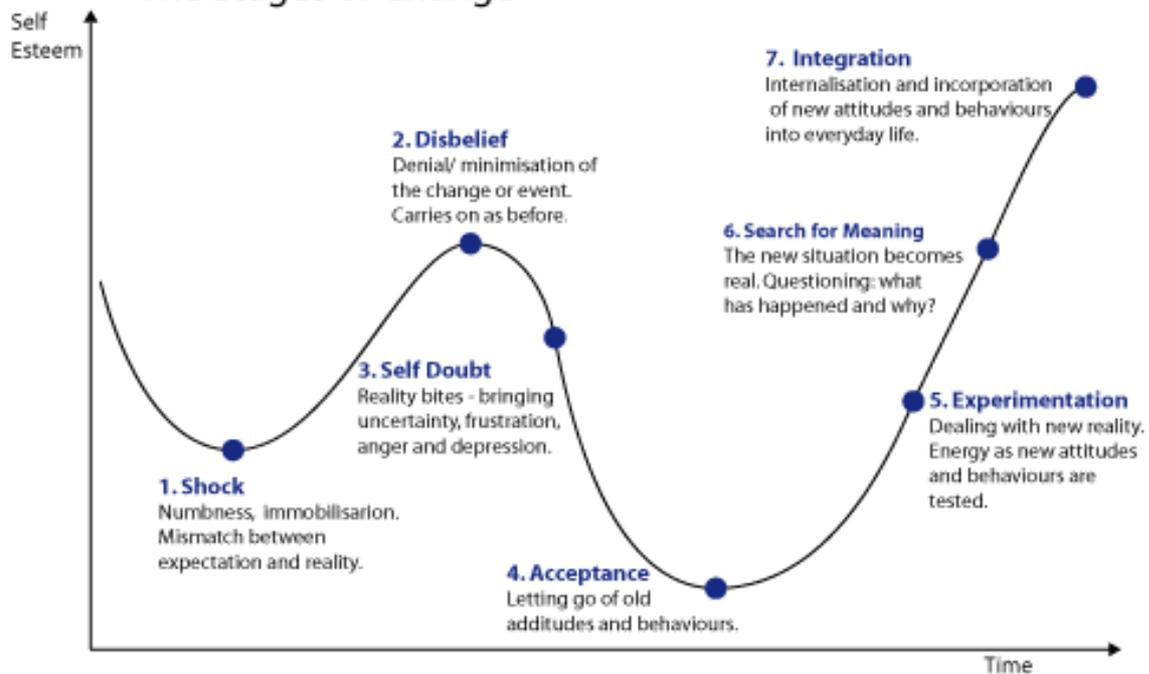 The Stages of Change
Self
Esteem
7. Integration
Internalisation and incorporation
of new attitudes and behaviours
into everyday life.
2. Disbelief
Denial/ minimisation of
the change or event.
Carries on as before.
6. Search for Meaning
The new situation becomes
real. Questioning: what
has happened and why?
3. Self Doubt
Reality bites - bringing
uncertainty, frustration,
anger and depression.
5. Experimentation
Dealing with new reality.
Energy as new attitudes
and behaviours are
tested.
1. Shock
Numbness, immobilisarion.
Mismatch between
expectation and reality.
4. Acceptance
Letting go of old
additudes and behaviours.
Time